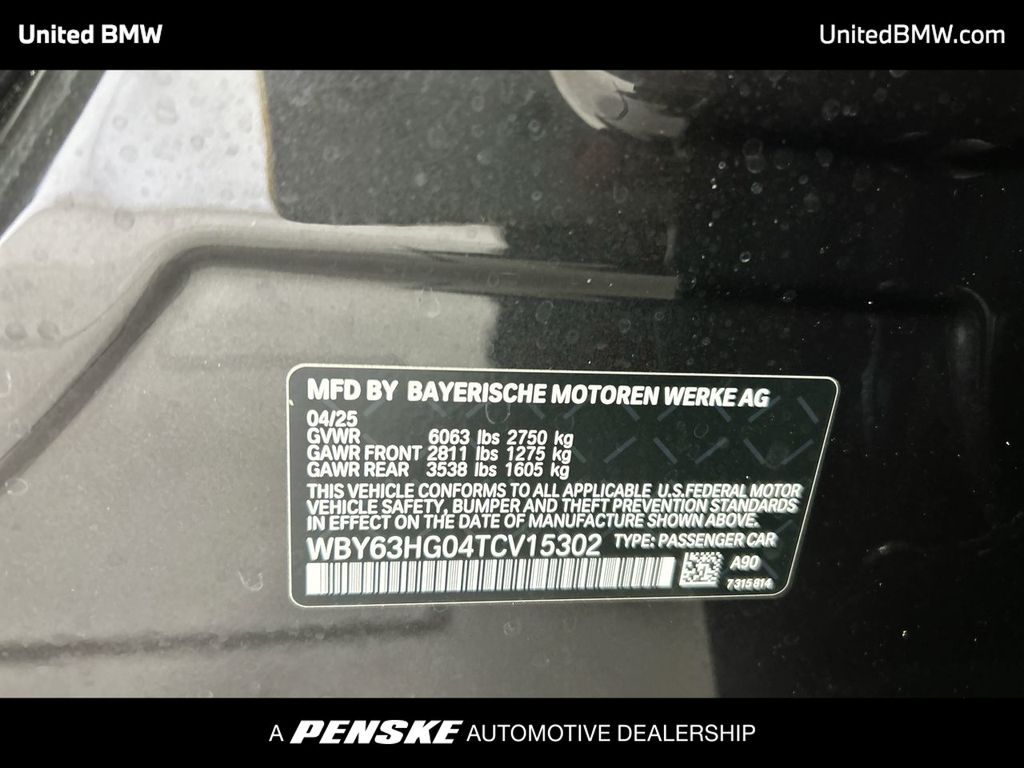 United BMW
UnitedBMW.com
MFD BY BAYERISCHE MOTOREN WERKE AG
04/25
GVWR 6063 lbs 2750 kg
GAWR FRONT 2811 lbs 1275 kg
GAWR REAR 3538 lbs 1605 kg
THIS VEHICLE CONFORMS TO ALL APPLICABLE U.S. FEDERAL MOTOR
VEHICLE SAFETY, BUMPER AND THEFT PREVENTION STANDARDS
IN EFFECT ON THE DATE OF MANUFACTURE SHOWN ABOVE.
WBY63HG04TCV15302 TYPE: PASSENGER CAR
A90
7315814
A PENSKE AUTOMOTIVE DEALERSHIP